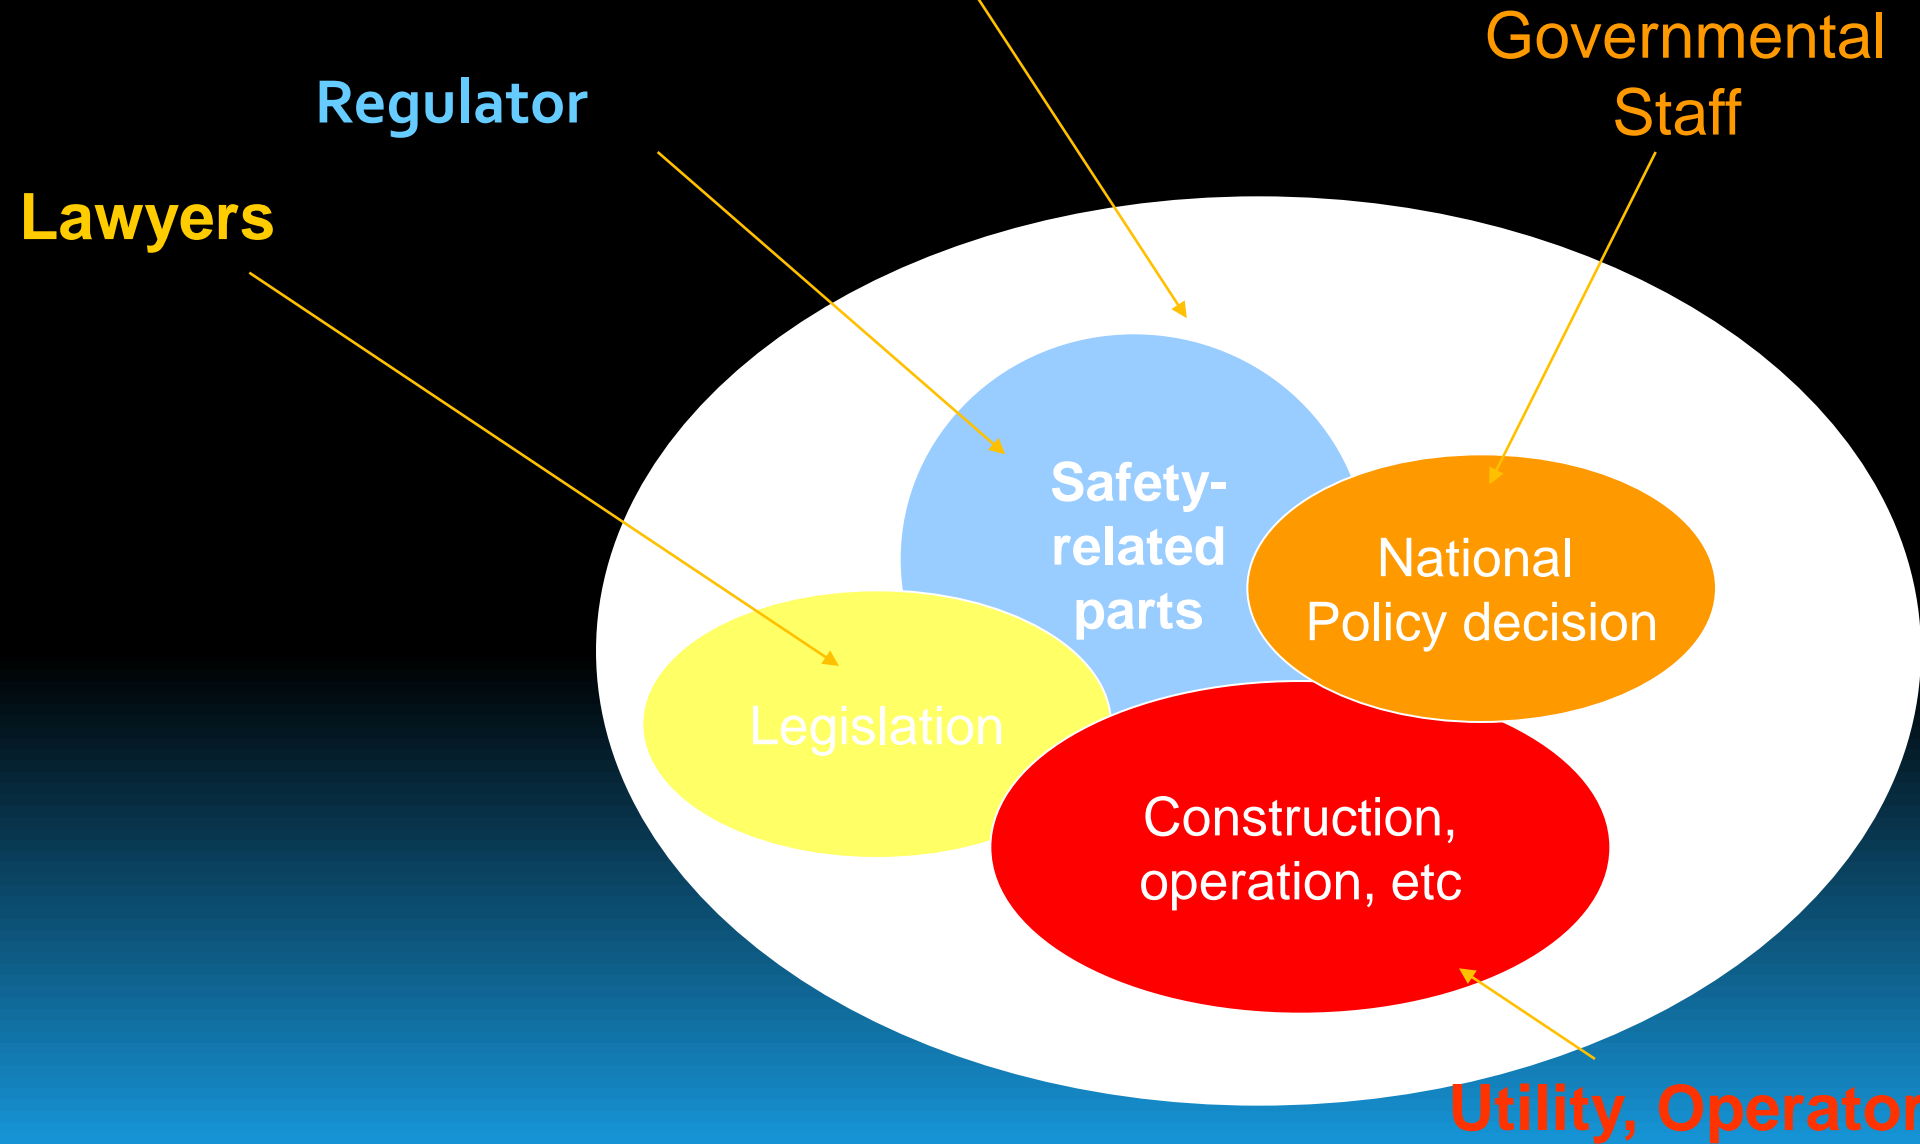 Governmental
Staff
Regulator
Lawyers
Safety-
related
parts
National
Policy decision
Legislation
Construction,
operation, etc
Utility, Operator